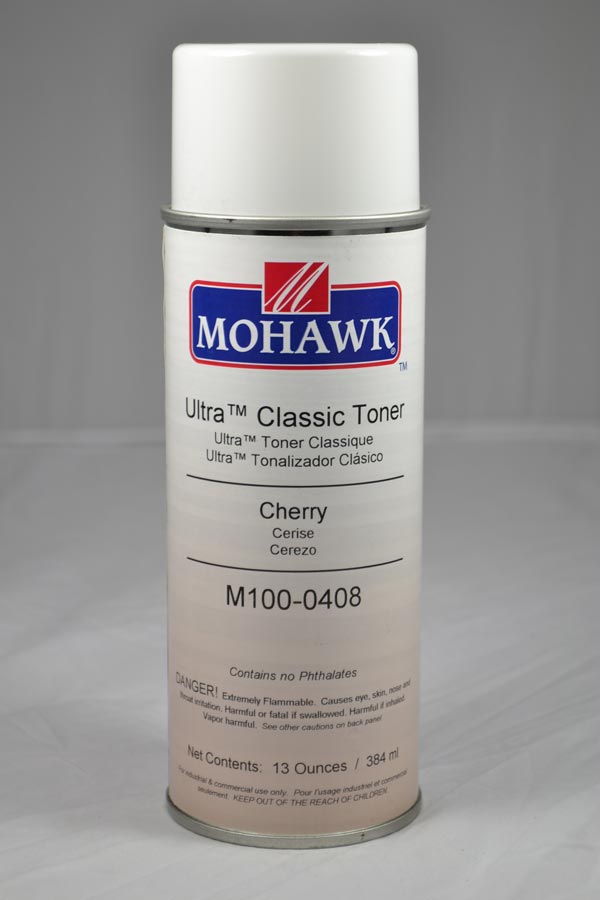 M
MOHAWK®
TM
Ultra™ Classic Toner
Ultra™ Toner Classique
Ultra™ Tonalizador Clásico
Cherry
Cerise
Cerezo
M100-0408
Contains no Phthalates
DANGER! Extremely Flammable. Causes eye, skin, nose and
throat irritation. Harmful or fatal if swallowed. Harmful if inhaled.
Vapor harmful. See other cautions on back panel
Net Contents: 13 Ounces / 384 ml
For industrial & commercial use only. Pour l'usage industriel et commercial
seulement. KEEP OUT OF THE REACH OF CHILDREN.